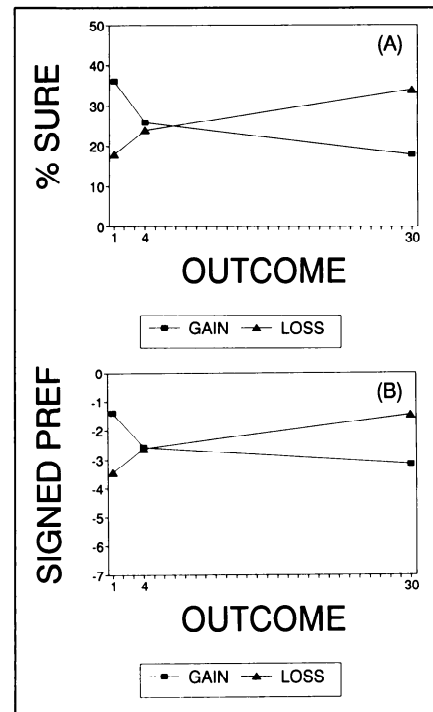 (A)
% SURE
50
40
30
20
10
0
1 4 30
OUTCOME
GAIN LOSS
(B)
SIGNED PREF
0
-1
-2
-3
-4
-5
-6
-7
1 4 30
OUTCOME
GAIN LOSS